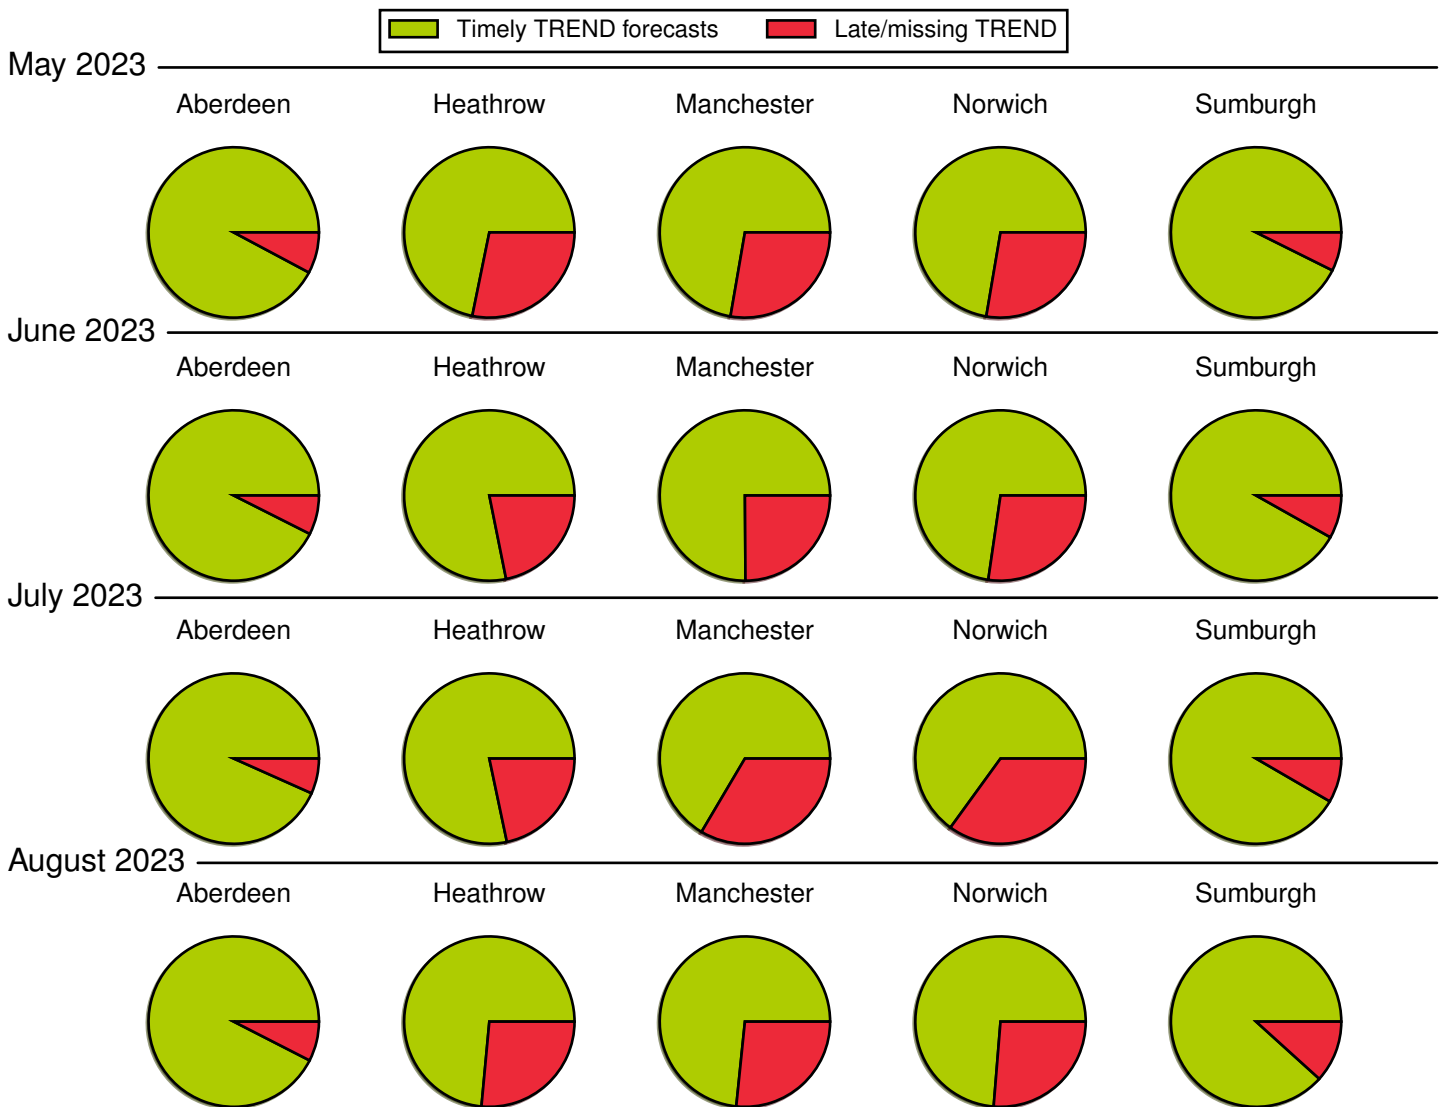 Timely TREND forecasts Late/missing TREND
May 2023
Aberdeen Heathrow Manchester Norwich Sumburgh
June 2023
Aberdeen Heathrow Manchester Norwich Sumburgh
July 2023
Aberdeen Heathrow Manchester Norwich Sumburgh
August 2023
Aberdeen Heathrow Manchester Norwich Sumburgh